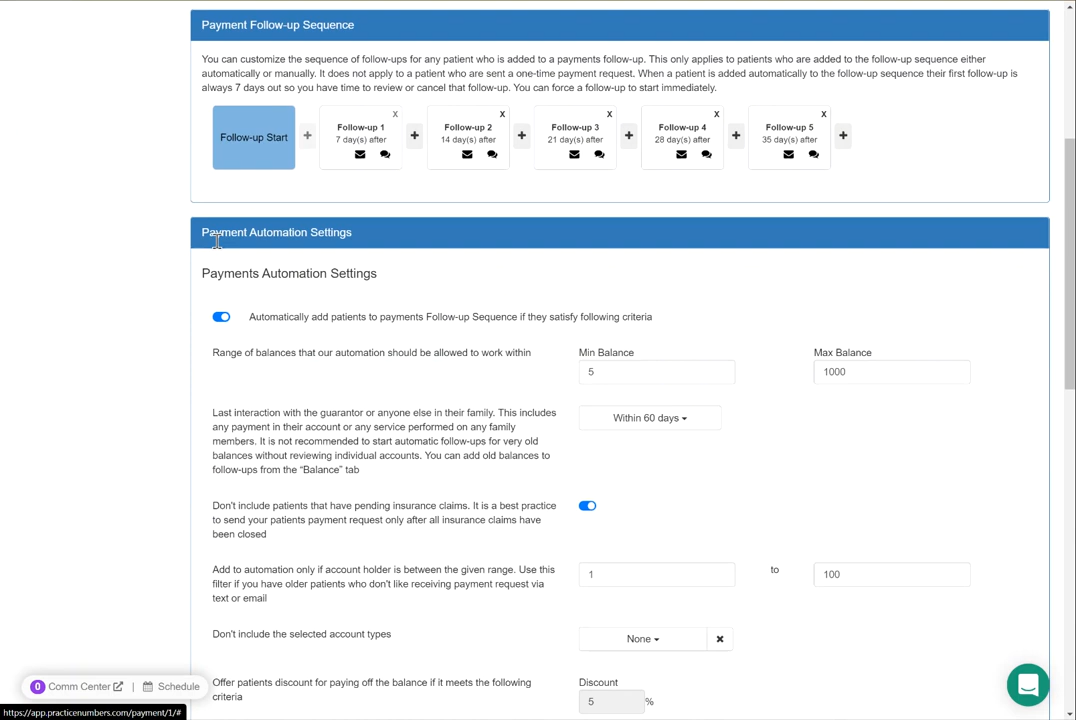 Payment Follow-up Sequence
You can customize the sequence of follow-ups for any patient who is added to a payments follow-up. This only applies to patients who are added to the follow-up sequence either
automatically or manually. It does not apply to a patient who are sent a one-time payment request. When a patient is added automatically to the follow-up sequence their first follow-up is
always 7 days out so you have time to review or cancel that follow-up. You can force a follow-up to start immediately.
Follow-up Start
X
Follow-up 1
7 day(s) after
X
Follow-up 2
14 day(s) after
X
Follow-up 3
21 day(s) after
X
Follow-up 4
28 day(s) after
X
Follow-up 5
35 day(s) after
Payment Automation Settings
Payments Automation Settings
Automatically add patients to payments Follow-up Sequence if they satisfy following criteria
Range of balances that our automation should be allowed to work within
Min Balance
5
Max Balance
1000
Last interaction with the guarantor or anyone else in their family. This includes
any payment in their account or any service performed on any family
members. It is not recommended to start automatic follow-ups for very old
balances without reviewing individual accounts. You can add old balances to
follow-ups from the “Balance” tab
Within 60 days
Don't include patients that have pending insurance claims. It is a best practice
to send your patients payment request only after all insurance claims have
been closed
Add to automation only if account holder is between the given range. Use this
filter if you have older patients who don't like receiving payment request via
text or email
1
to
100
Don't include the selected account types
None
Offer patients discount for paying off the balance if it meets the following
criteria
Discount
5
%
0 Comm Center | Schedule
https://app.practicenumbers.com/payment/1/#